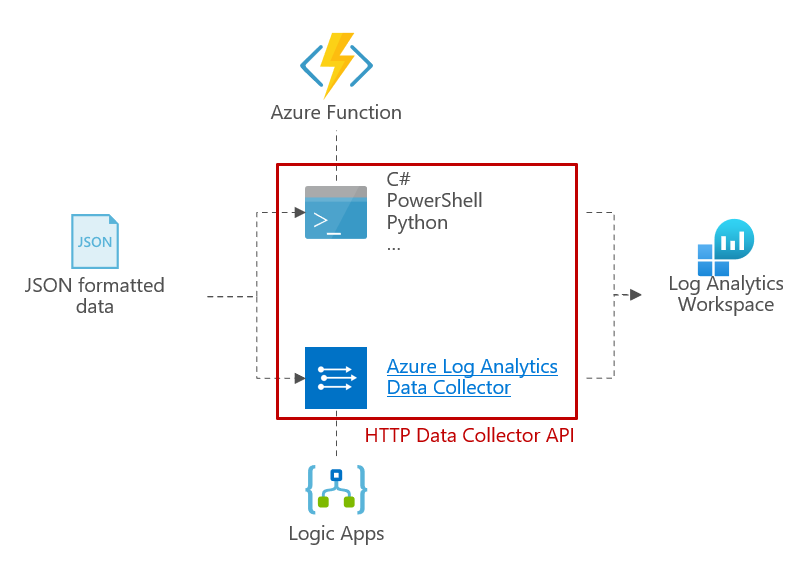 Azure Function
C#
PowerShell
Python
...
>_
JSON
JSON formatted
data
Log Analytics
Workspace
Azure Log Analytics
Data Collector
HTTP Data Collector API
Logic Apps